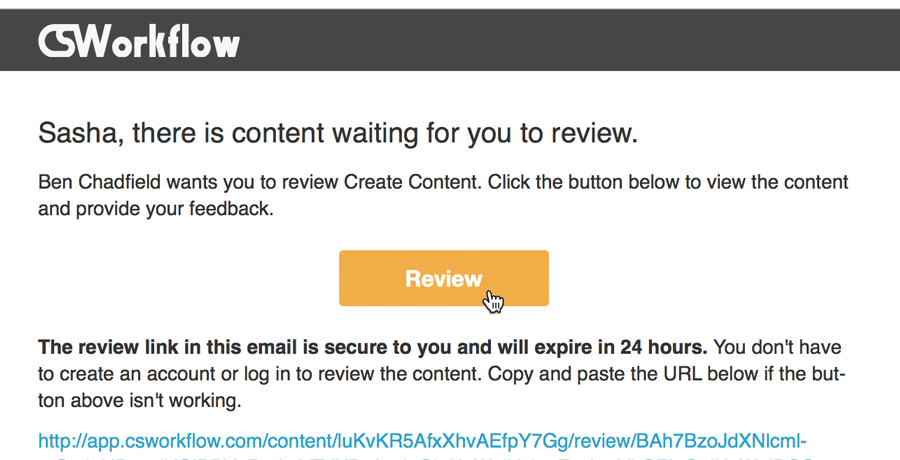 CSWorkflow
Sasha, there is content waiting for you to review.
Ben Chadfield wants you to review Create Content. Click the button below to view the content
and provide your feedback.
Review
The review link in this email is secure to you and will expire in 24 hours. You don't have
to create an account or log in to review the content. Copy and paste the URL below if the but-
ton above isn't working.
http://app.csworkflow.com/content/luKvKR5AfxXhvAEfpY7Gg/review/BAh7BzoJdXNlcml-